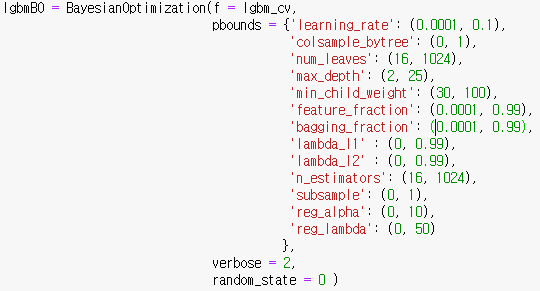 lgbmBO = BayesianOptimization(f = lgbm_cv,
pbounds = {'learning_rate': (0.0001, 0.1),
'colsample_bytree': (0, 1),
'num_leaves': (16, 1024),
'max_depth': (2, 25),
'min_child_weight': (30, 100),
'feature_fraction': (0.0001, 0.99),
'bagging_fraction': (0.0001, 0.99),
'lambda_l1' : (0, 0.99),
'lambda_l2' : (0, 0.99),
'n_estimators': (16, 1024),
'subsample': (0, 1),
'reg_alpha': (0, 10),
'reg_lambda': (0, 50)
},
verbose = 2,
random_state = 0 )